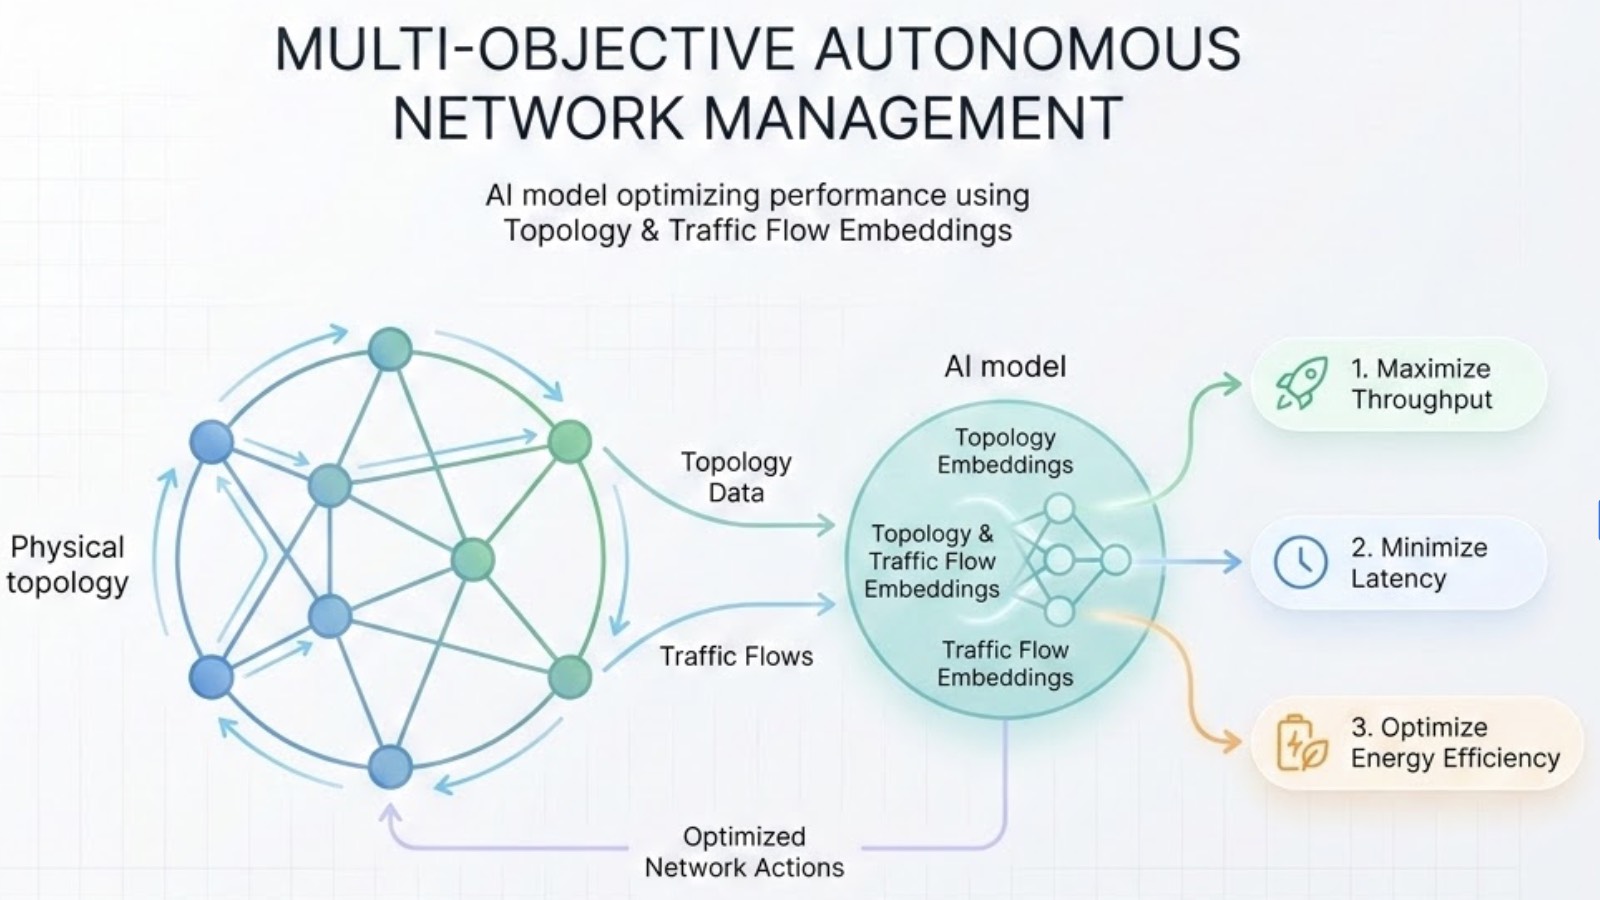 MULTI-OBJECTIVE AUTONOMOUS
NETWORK MANAGEMENT
AI model optimizing performance using
Topology & Traffic Flow Embeddings
Physical
topology
Topology
Data
Traffic Flows
AI model
Topology
Embeddings
Topology &
Traffic Flow
Embeddings
Traffic Flow
Embeddings
1. Maximize
Throughput
2. Minimize
Latency
3. Optimize
Energy Efficiency
Optimized
Network Actions